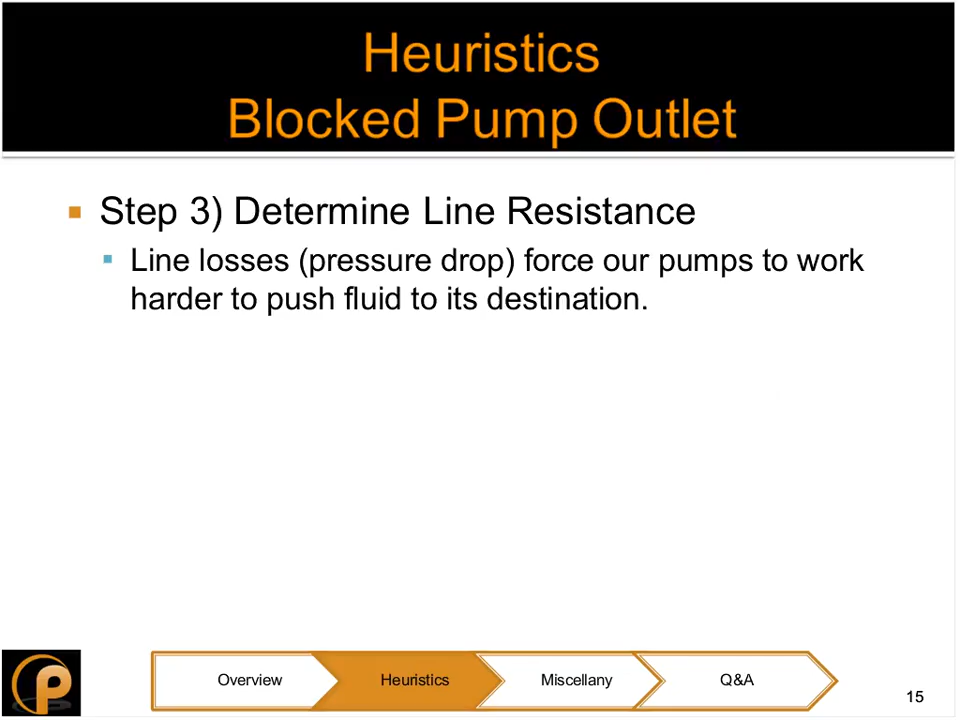 Heuristics
Blocked Pump Outlet
Step 3) Determine Line Resistance
Line losses (pressure drop) force our pumps to work
harder to push fluid to its destination.
Overview
Heuristics
Miscellany
Q&A
15